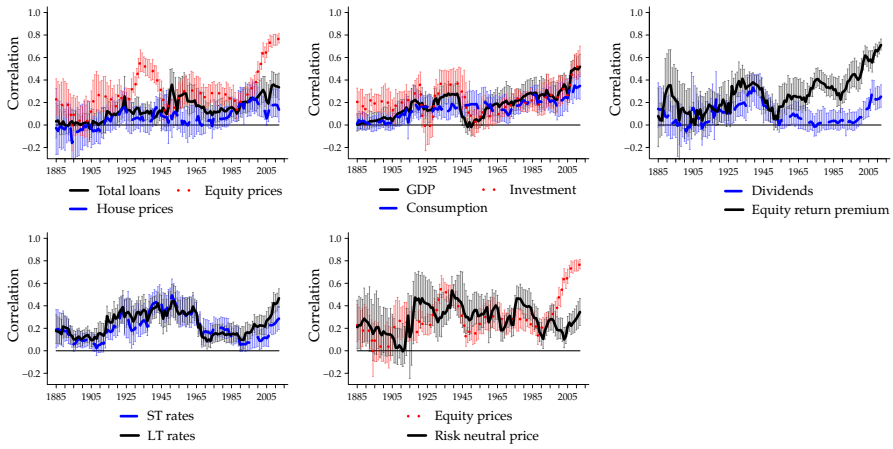 Correlation
1.0
0.8
0.6
0.4
0.2
0.0
−0.2
1885 1905 1925 1945 1965 1985 2005
Total loans Equity prices
House prices
Correlation
1.0
0.8
0.6
0.4
0.2
0.0
−0.2
1885 1905 1925 1945 1965 1985 2005
GDP Investment
Consumption
Correlation
1.0
0.8
0.6
0.4
0.2
0.0
−0.2
1885 1905 1925 1945 1965 1985 2005
Dividends
Equity return premium
Correlation
1.0
0.8
0.6
0.4
0.2
0.0
−0.2
1885 1905 1925 1945 1965 1985 2005
ST rates
LT rates
Correlation
1.0
0.8
0.6
0.4
0.2
0.0
−0.2
1885 1905 1925 1945 1965 1985 2005
Equity prices
Risk neutral price